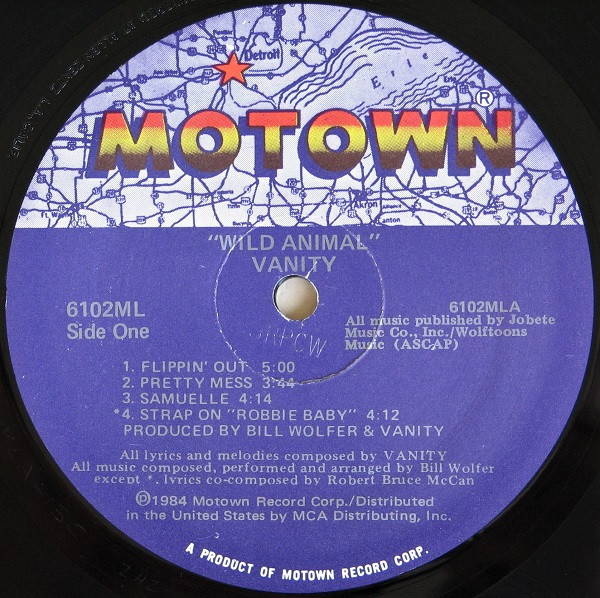 Detroit
Erie
MOTOWN®
Akron
Canton
"WILD ANIMAL"
VANITY
6102ML
Side One
6102MLA
All music published by Jobete
Music Co., Inc./Wolftoons
Music (ASCAP)
1. FLIPPIN' OUT 5:00
2. PRETTY MESS 3:44
3. SAMUELLE 4:14
*4. STRAP ON "ROBBIE BABY" 4:12
PRODUCED BY BILL WOLFER & VANITY
All lyrics and melodies composed by VANITY
All music composed, performed and arranged by Bill Wolfer
except *. lyrics co-composed by Robert Bruce McCan
℗1984 Motown Record Corp./Distributed
in the United States by MCA Distributing, Inc.
A PRODUCT OF MOTOWN RECORD CORP.